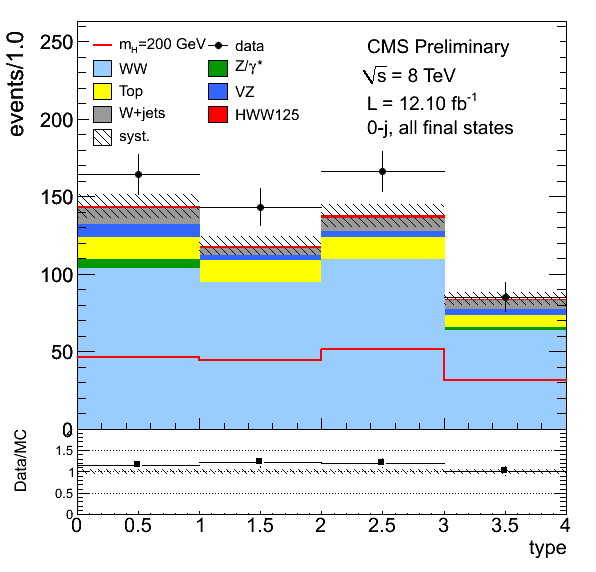 events/1.0
250
200
150
100
50
0
m_H=200 GeV
data
WW
Z/γ*
Top
VZ
W+jets
HWW125
syst.
CMS Preliminary
√s = 8 TeV
L = 12.10 fb⁻¹
0-j, all final states
Data/MC
2
1.5
1
0.5
0
0 0.5 1 1.5 2 2.5 3 3.5 4
type